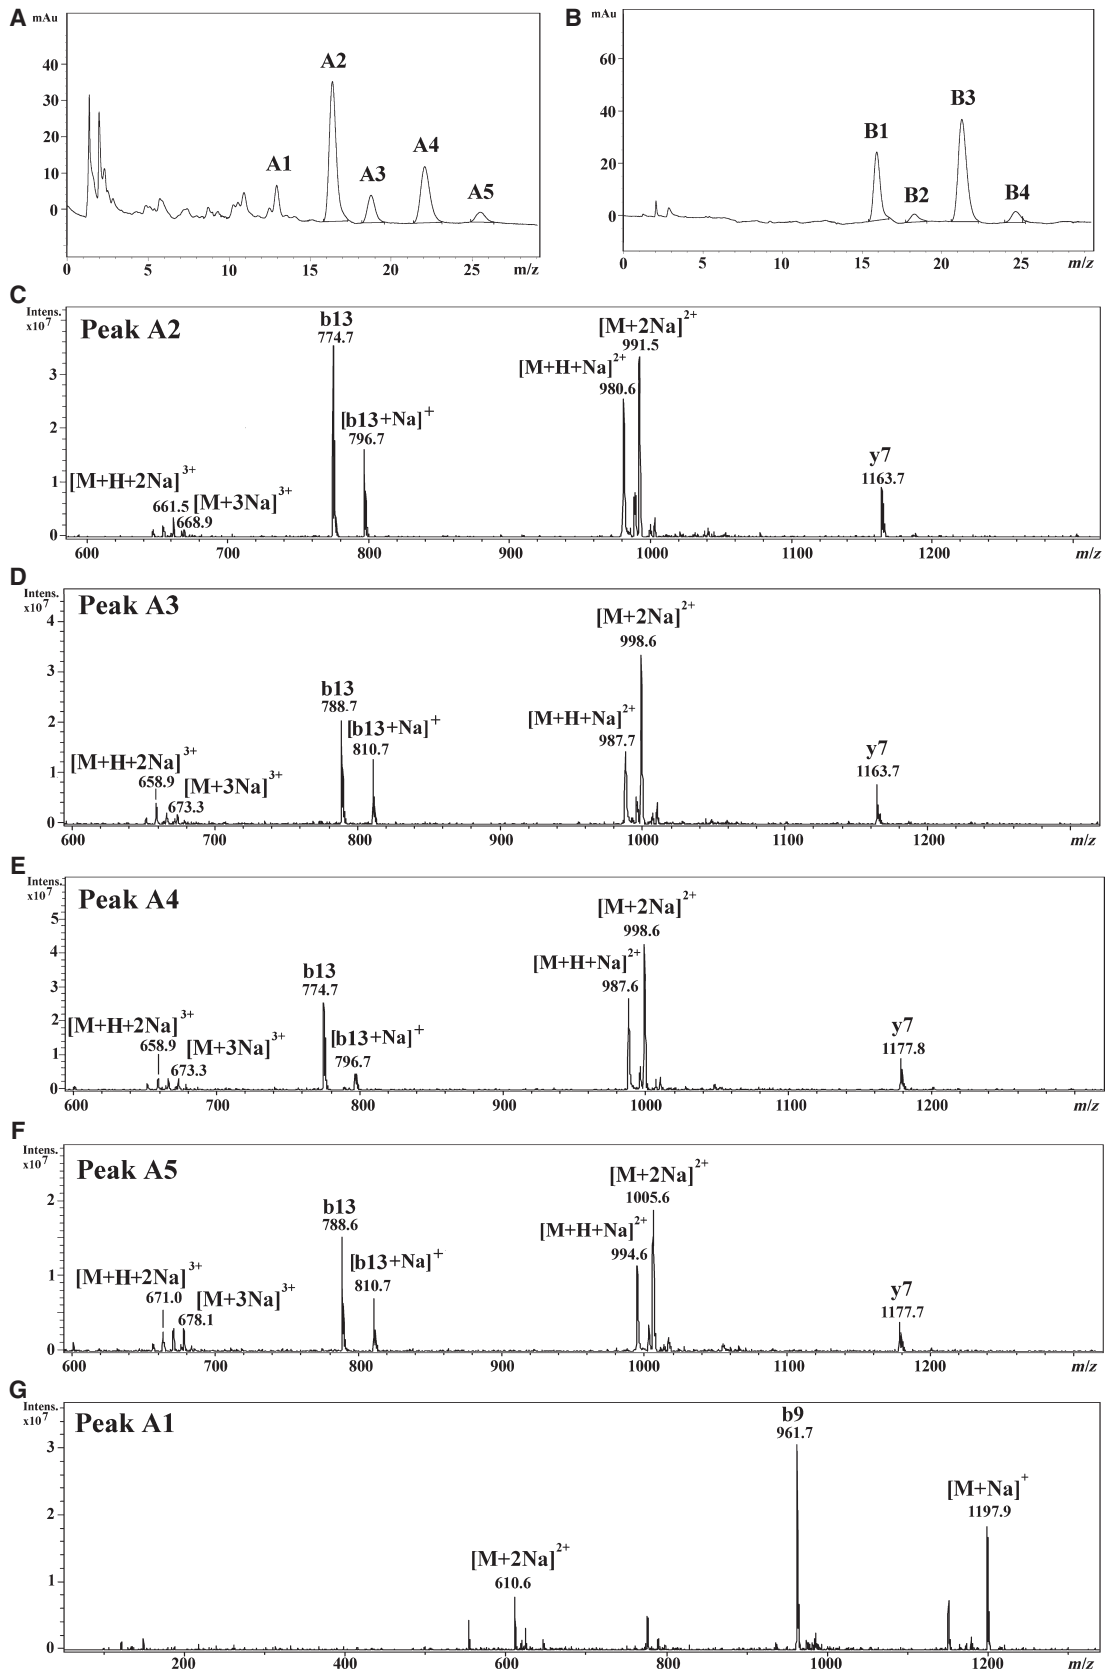 A
mAu
A1
A2
A3
A4
A5
40
30
20
10
0
0 5 10 15 20 25 m/z
B
mAu
B1
B2
B3
B4
60
40
20
0
0 5 10 15 20 25 m/z
C
Intens.
x10⁷
Peak A2
b13
774.7
[b13+Na]⁺
796.7
[M+2Na]²⁺
991.5
[M+H+Na]²⁺
980.6
y7
1163.7
[M+H+2Na]³⁺
661.5
[M+3Na]³⁺
668.9
3
2
1
0
600 700 800 900 1000 1100 1200 m/z
D
Intens.
x10⁷
Peak A3
[M+2Na]²⁺
998.6
b13
788.7
[b13+Na]⁺
810.7
[M+H+Na]²⁺
987.7
y7
1163.7
[M+H+2Na]³⁺
658.9
[M+3Na]³⁺
673.3
4
3
2
1
0
600 700 800 900 1000 1100 1200 m/z
E
Intens.
x10⁷
Peak A4
[M+2Na]²⁺
998.6
[M+H+Na]²⁺
987.6
b13
774.7
[b13+Na]⁺
796.7
y7
1177.8
[M+H+2Na]³⁺
658.9
[M+3Na]³⁺
673.3
5
4
3
2
1
0
600 700 800 900 1000 1100 1200 m/z
F
Intens.
x10⁷
Peak A5
[M+2Na]²⁺
1005.6
b13
788.6
[M+H+Na]²⁺
994.6
[b13+Na]⁺
810.7
[M+H+2Na]³⁺
671.0
[M+3Na]³⁺
678.1
y7
1177.7
2
1
0
600 700 800 900 1000 1100 1200 m/z
G
Intens.
x10⁷
Peak A1
b9
961.7
[M+Na]⁺
1197.9
[M+2Na]²⁺
610.6
3
2
1
0
200 400 600 800 1000 1200 m/z